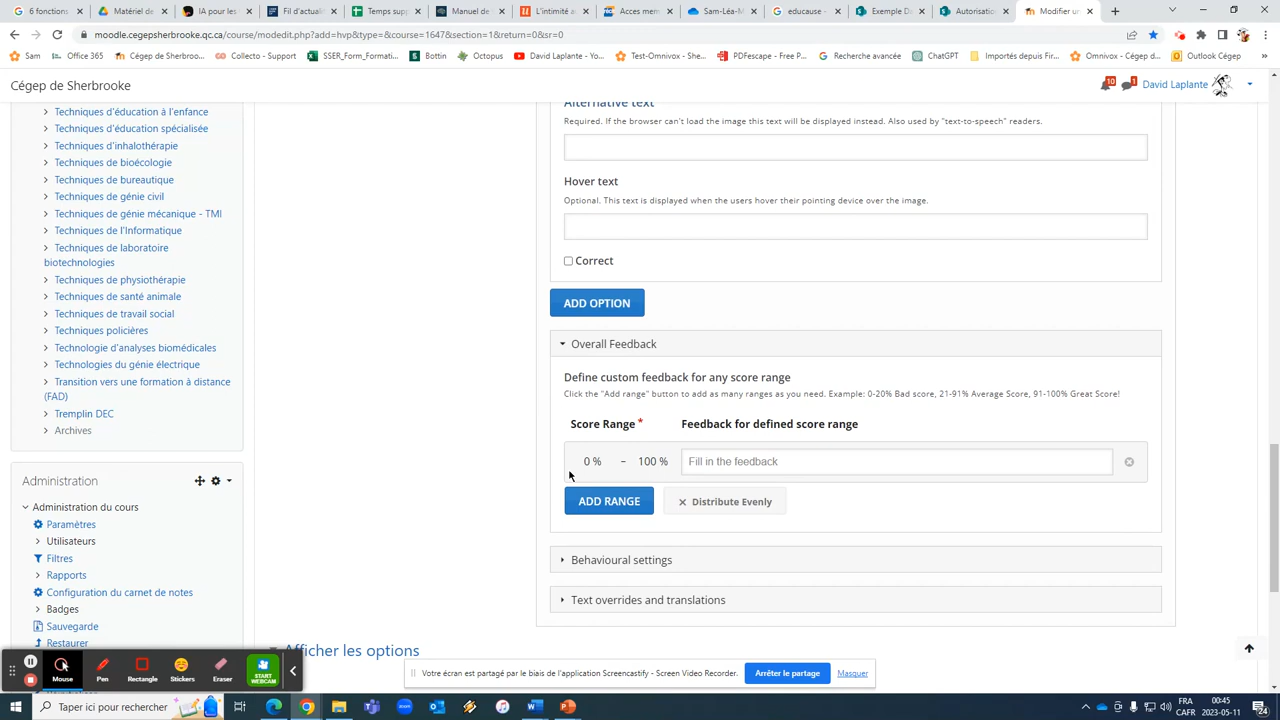 6 fonctions
Matériel de
IA pour les
Fil d'actuali
Temps supp
Manuel de
L'intimité a
Acces mem
Sam-Léa-M
Educause -
Exemple Da
Communication
Modifier un
moodle.cegepsherbrooke.qc.ca/course/modedit.php?add=hvp&type=&course=1647&section=1&return=0&sr=0
Sam
Office 365
Cégep de Sherbroo...
Collecto - Support
SSER_Form_Formati...
Bottin
Octopus
David Laplante - Yo...
Test-Omnivox - She...
PDFescape - Free P...
Recherche avancée
ChatGPT
Importés depuis Fir...
Omnivox - Cégep d...
Outlook Cégep
»
Cégep de Sherbrooke
10
1
David Laplante
Techniques d'éducation à l'enfance
Techniques d'éducation spécialisée
Techniques d'inhalothérapie
Techniques de bioécologie
Techniques de bureautique
Techniques de génie civil
Techniques de génie mécanique - TMI
Techniques de l'Informatique
Techniques de laboratoire
biotechnologies
Techniques de physiothérapie
Techniques de santé animale
Techniques de travail social
Techniques policières
Technologie d'analyses biomédicales
Technologies du génie électrique
Transition vers une formation à distance
(FAD)
Tremplin DEC
Archives
Administration
Administration du cours
Paramètres
Utilisateurs
Filtres
Rapports
Configuration du carnet de notes
Badges
Sauvegarde
Restaurer
Alternative text
Required. If the browser can't load the image this text will be displayed instead. Also used by "text-to-speech" readers.
Hover text
Optional. This text is displayed when the users hover their pointing device over the image.
Correct
ADD OPTION
Overall Feedback
Define custom feedback for any score range
Click the "Add range" button to add as many ranges as you need. Example: 0-20% Bad score, 21-91% Average Score, 91-100% Great Score!
Score Range *
Feedback for defined score range
0 % – 100 %
Fill in the feedback
ADD RANGE
Distribute Evenly
Behavioural settings
Text overrides and translations
Afficher les options
Mouse
Pen
Rectangle
Stickers
Eraser
START
WEBCAM
Votre écran est partagé par le biais de l'application Screencastify - Screen Video Recorder.
Arrêter le partage
Masquer
Taper ici pour rechercher
FRA
CAFR
00:45
2023-05-11
24